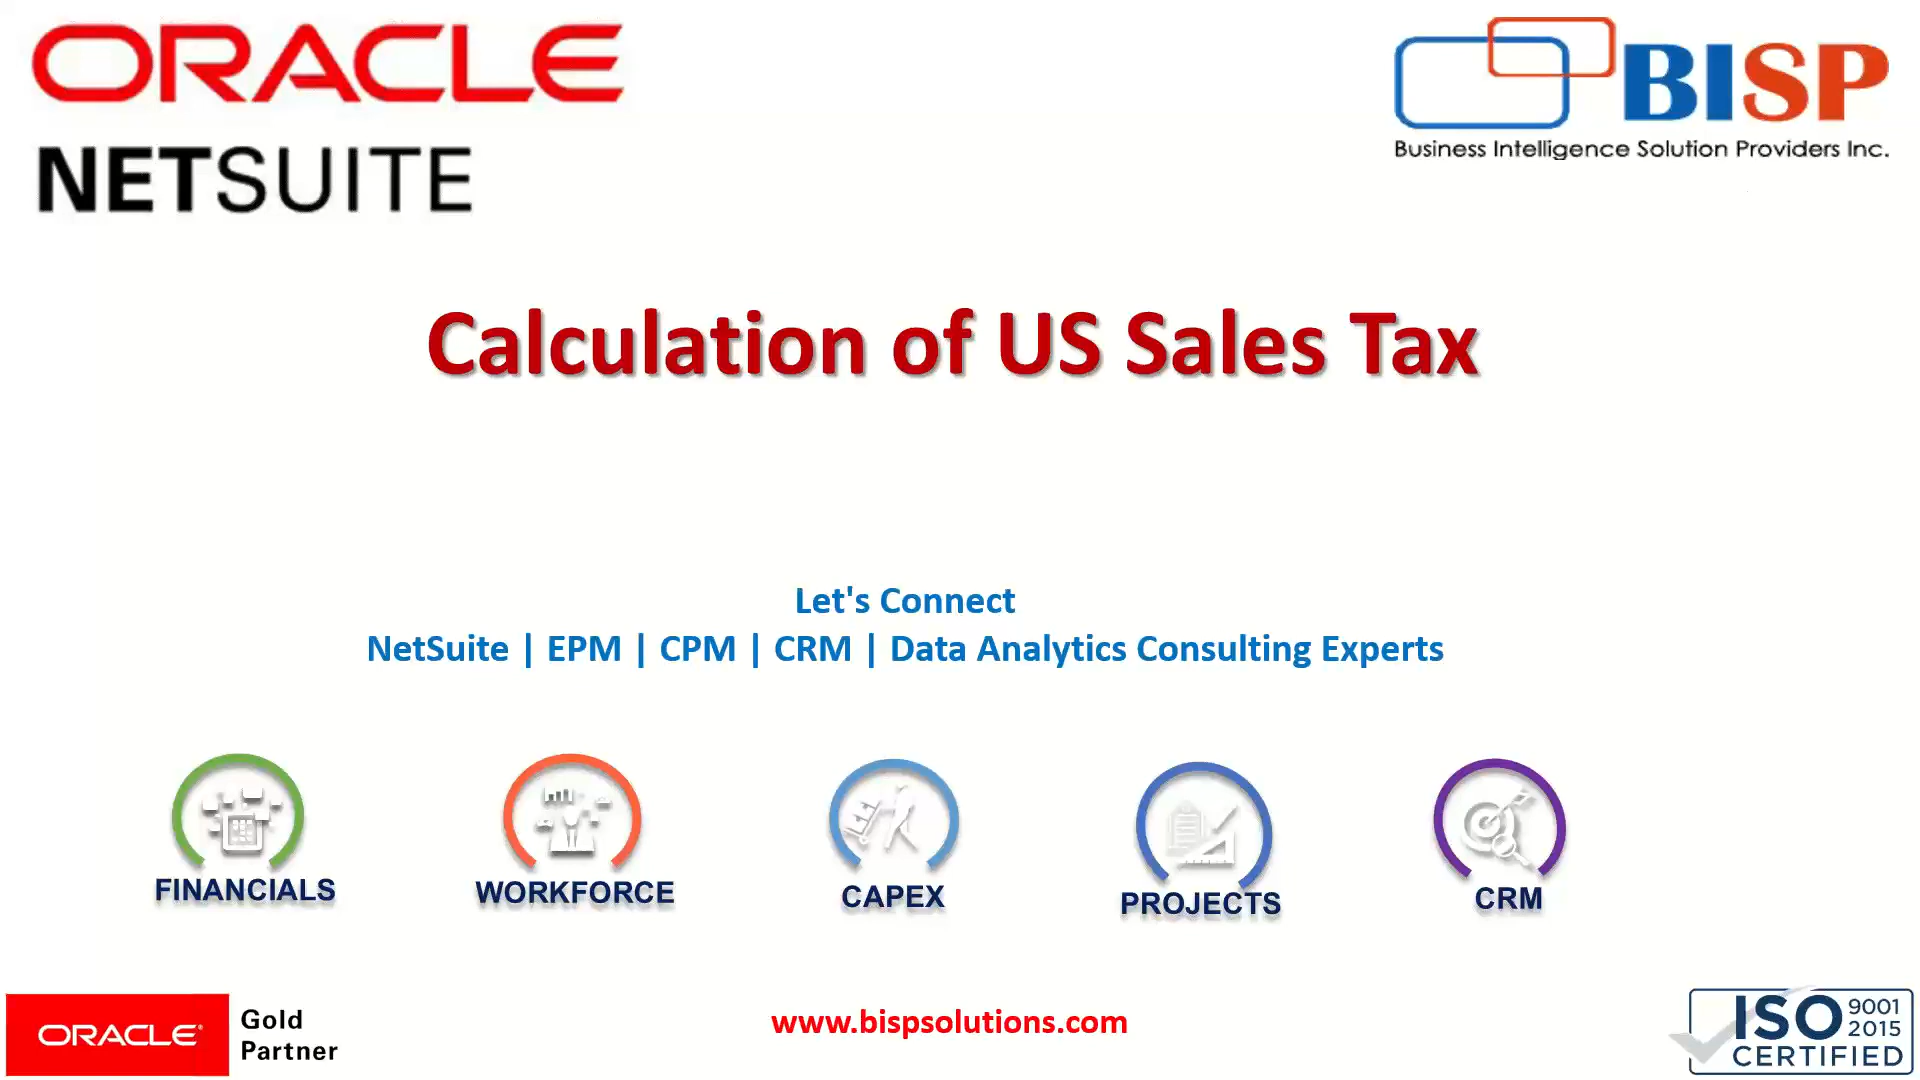 ORACLE
NETSUITE
BISP
Business Intelligence Solution Providers Inc.
Calculation of US Sales Tax
Let's Connect
NetSuite | EPM | CPM | CRM | Data Analytics Consulting Experts
FINANCIALS
WORKFORCE
CAPEX
PROJECTS
CRM
ORACLE®
Gold
Partner
www.bispsolutions.com
ISO 9001
2015
CERTIFIED